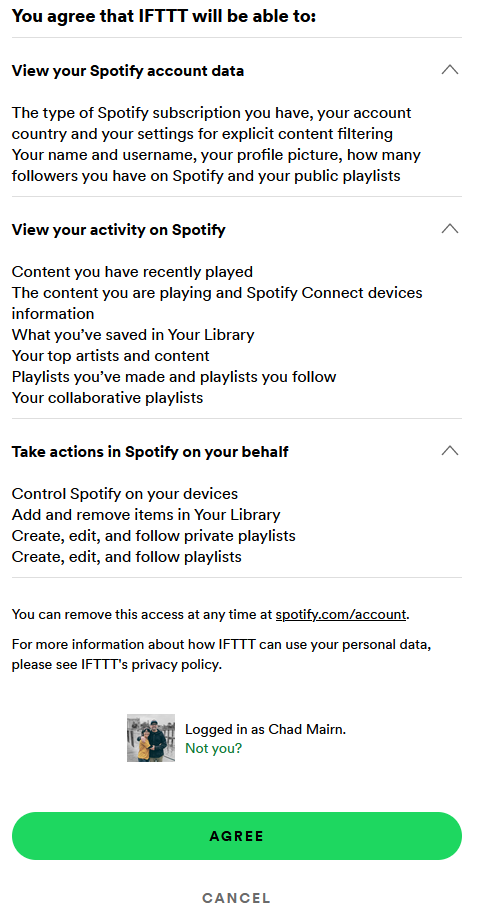 You agree that IFTTT will be able to:
View your Spotify account data
The type of Spotify subscription you have, your account
country and your settings for explicit content filtering
Your name and username, your profile picture, how many
followers you have on Spotify and your public playlists
View your activity on Spotify
Content you have recently played
The content you are playing and Spotify Connect devices
information
What you’ve saved in Your Library
Your top artists and content
Playlists you’ve made and playlists you follow
Your collaborative playlists
Take actions in Spotify on your behalf
Control Spotify on your devices
Add and remove items in Your Library
Create, edit, and follow private playlists
Create, edit, and follow playlists
You can remove this access at any time at spotify.com/account.
For more information about how IFTTT can use your personal data,
please see IFTTT's privacy policy.
Logged in as Chad Mairn.
Not you?
AGREE
CANCEL